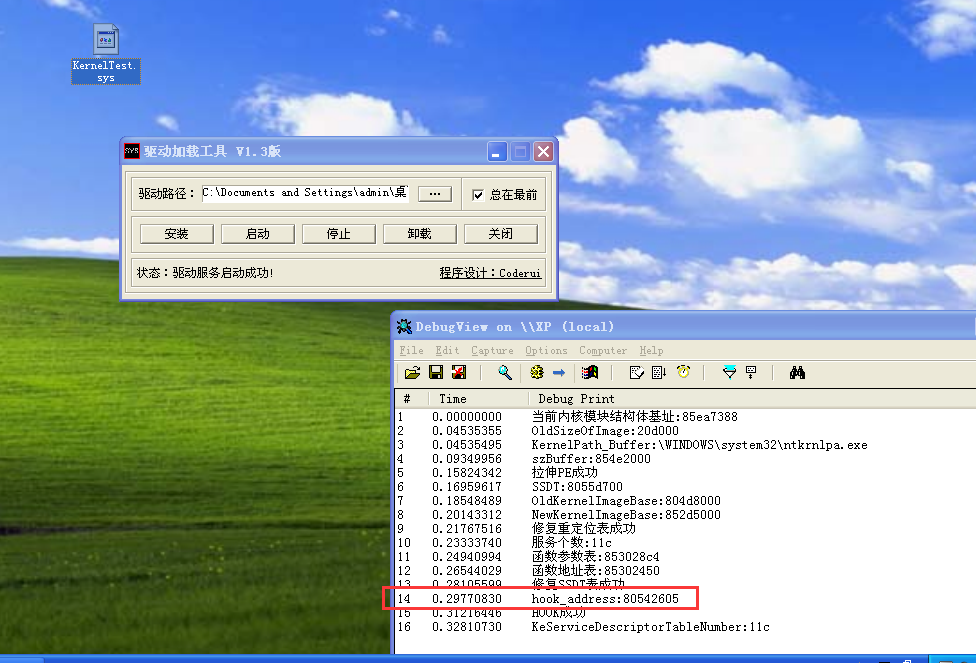 KernelTest.
sys
SYS 驱动加载工具 V1.3版
驱动路径： C:\Documents and Settings\admin\桌 ... 总在最前
安装 启动 停止 卸载 关闭
状态：驱动服务启动成功! 程序设计：Coderui
DebugView on \\XP (local)
File Edit Capture Options Computer Help
# Time Debug Print
1 0.00000000 当前内核模块结构体基址:85ea7388
2 0.04535355 OldSizeOfImage:20d000
3 0.04535495 KernelPath_Buffer:\WINDOWS\system32\ntkrnlpa.exe
4 0.09349956 szBuffer:854e2000
5 0.15824342 拉伸PE成功
6 0.16959617 SSDT:8055d700
7 0.18548489 OldKernelImageBase:804d8000
8 0.20143312 NewKernelImageBase:852d5000
9 0.21767516 修复重定位表成功
10 0.23333740 服务个数:11c
11 0.24940994 函数参数表:853028c4
12 0.26544029 函数地址表:85302450
13 0.28105599 修复SSDT表成功
14 0.29770830 hook_address:80542605
15 0.31216446 HOOK成功
16 0.32810730 KeServiceDescriptorTableNumber:11c